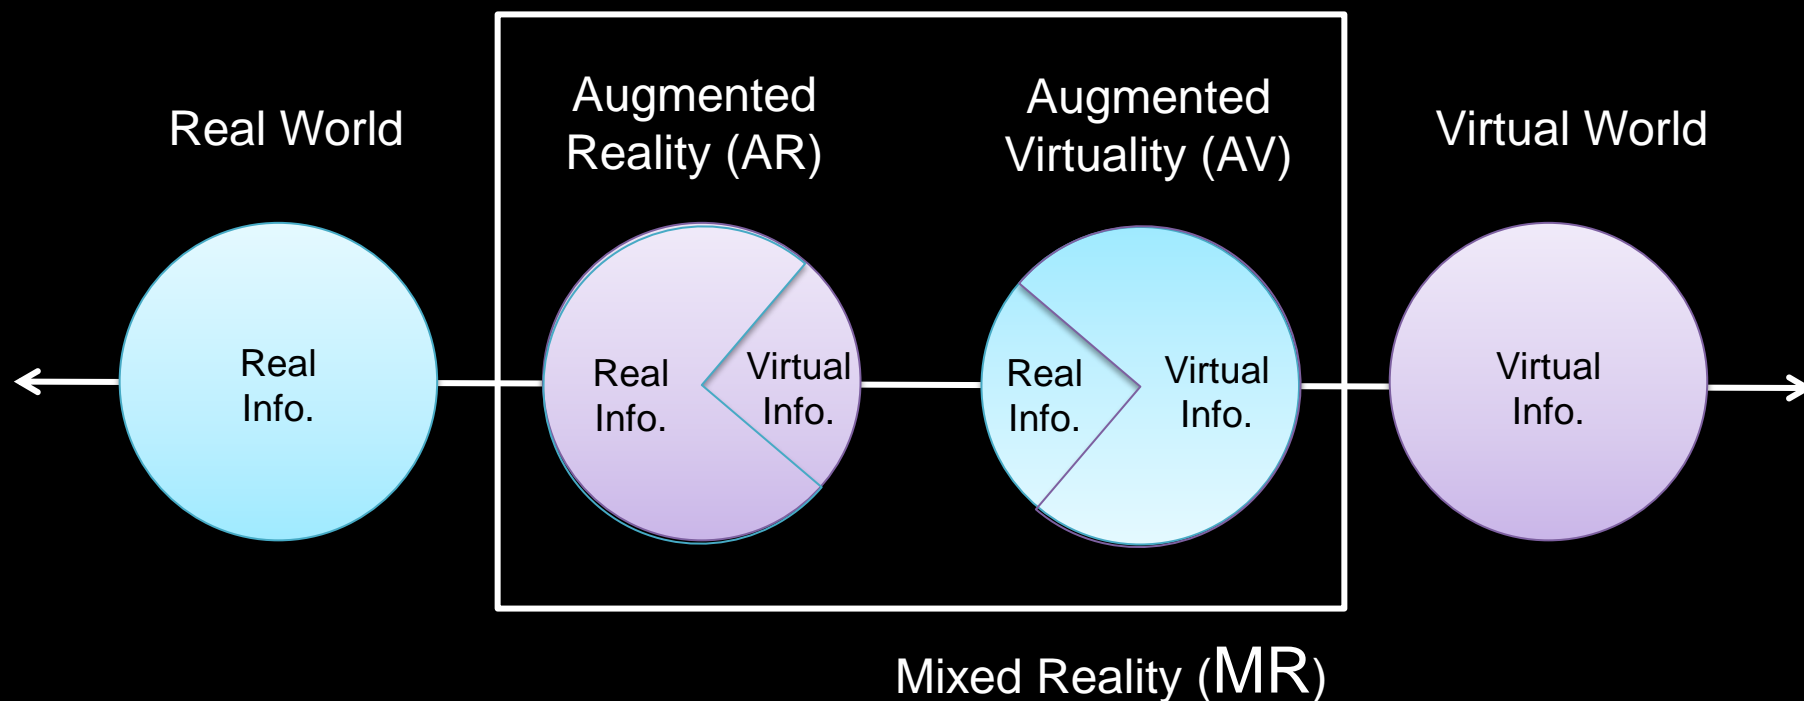 Real World
Augmented
Reality (AR)
Augmented
Virtuality (AV)
Virtual World
Real
Info.
Real
Info.
Virtual
Info.
Real
Info.
Virtual
Info.
Virtual
Info.
Mixed Reality (MR)